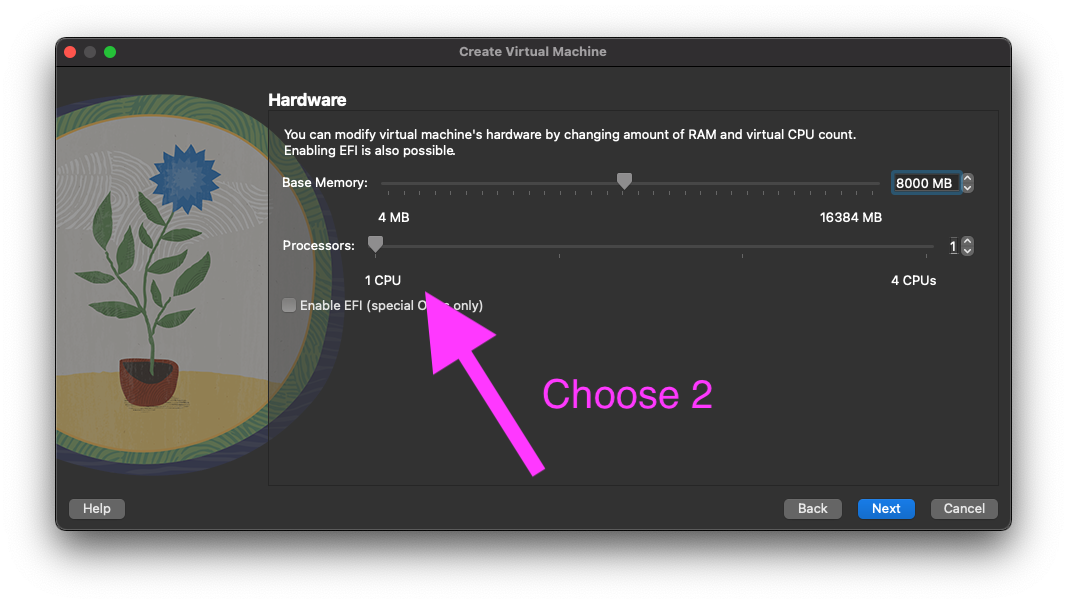 Create Virtual Machine
Hardware
You can modify virtual machine's hardware by changing amount of RAM and virtual CPU count.
Enabling EFI is also possible.
Base Memory:
8000 MB
4 MB
16384 MB
Processors:
1
1 CPU
4 CPUs
Enable EFI (special only)
Choose 2
Help
Back
Next
Cancel